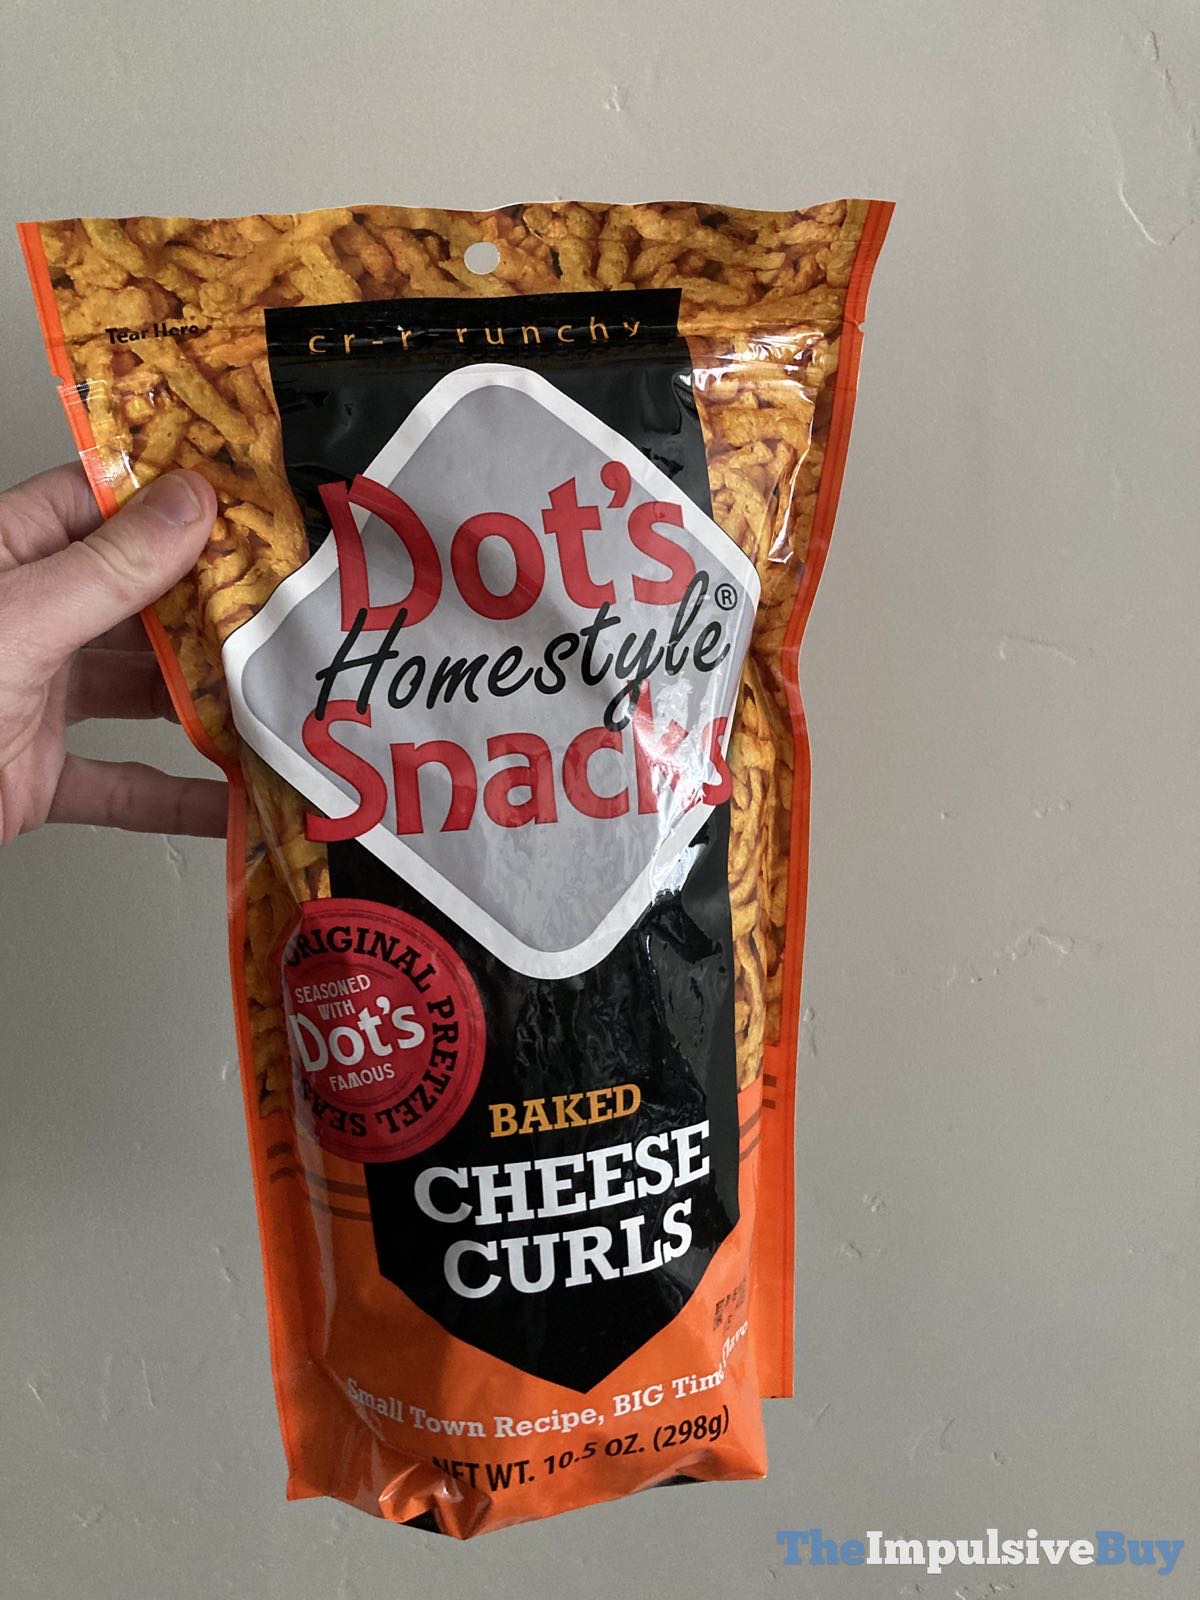 Tear Here
cr-r-runchy
Dot's
Homestyle®
Snacks
ORIGINAL PRETZEL
SEASONED
WITH
Dot's
FAMOUS
BAKED
CHEESE
CURLS
Small Town Recipe, BIG Time Flavor
NET WT. 10.5 OZ. (298g)
TheImpulsiveBuy